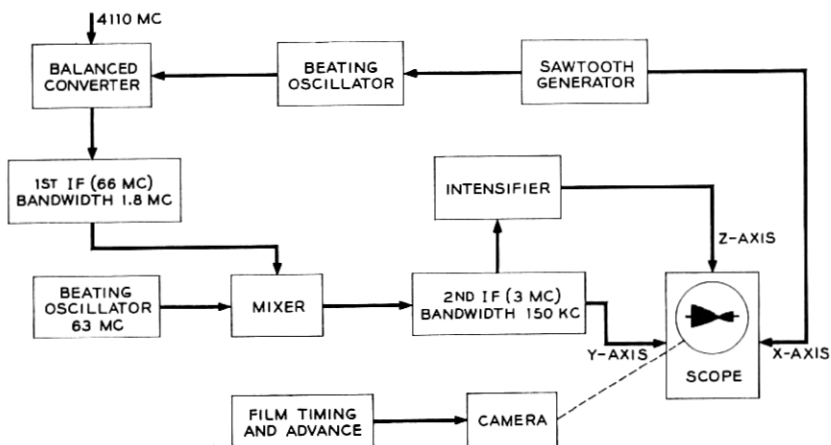 4110 MC
BALANCED
CONVERTER
BEATING
OSCILLATOR
SAWTOOTH
GENERATOR
1ST IF (66 MC)
BANDWIDTH 1.8 MC
INTENSIFIER
Z-AXIS
BEATING
OSCILLATOR
63 MC
MIXER
2ND IF (3 MC)
BANDWIDTH 150 KC
Y-AXIS
X-AXIS
SCOPE
FILM TIMING
AND ADVANCE
CAMERA